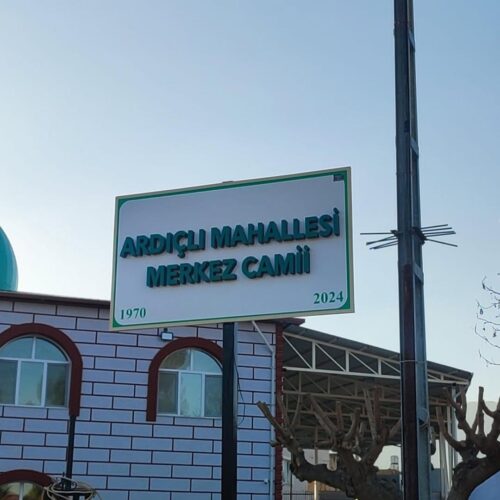 ARDIÇLI MAHALLESİ
MERKEZ CAMİİ
1970
2024